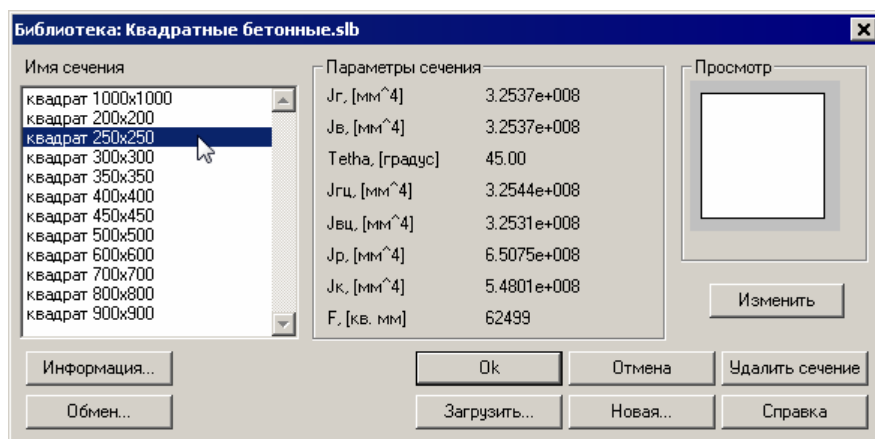 Библиотека: Квадратные бетонные.slb
Имя сечения
квадрат 1000x1000
квадрат 200x200
квадрат 250x250
квадрат 300x300
квадрат 350x350
квадрат 400x400
квадрат 450x450
квадрат 500x500
квадрат 600x600
квадрат 700x700
квадрат 800x800
квадрат 900x900
Параметры сечения
Jг, [мм^4] 3.2537e+008
Jв, [мм^4] 3.2537e+008
Tetha, [градус] 45.00
Jгц, [мм^4] 3.2544e+008
Jвц, [мм^4] 3.2531e+008
Jр, [мм^4] 6.5075e+008
Jк, [мм^4] 5.4801e+008
F, [кв. мм] 62499
Просмотр
Изменить
Информация... Ok Отмена Удалить сечение
Обмен... Загрузить... Новая... Справка